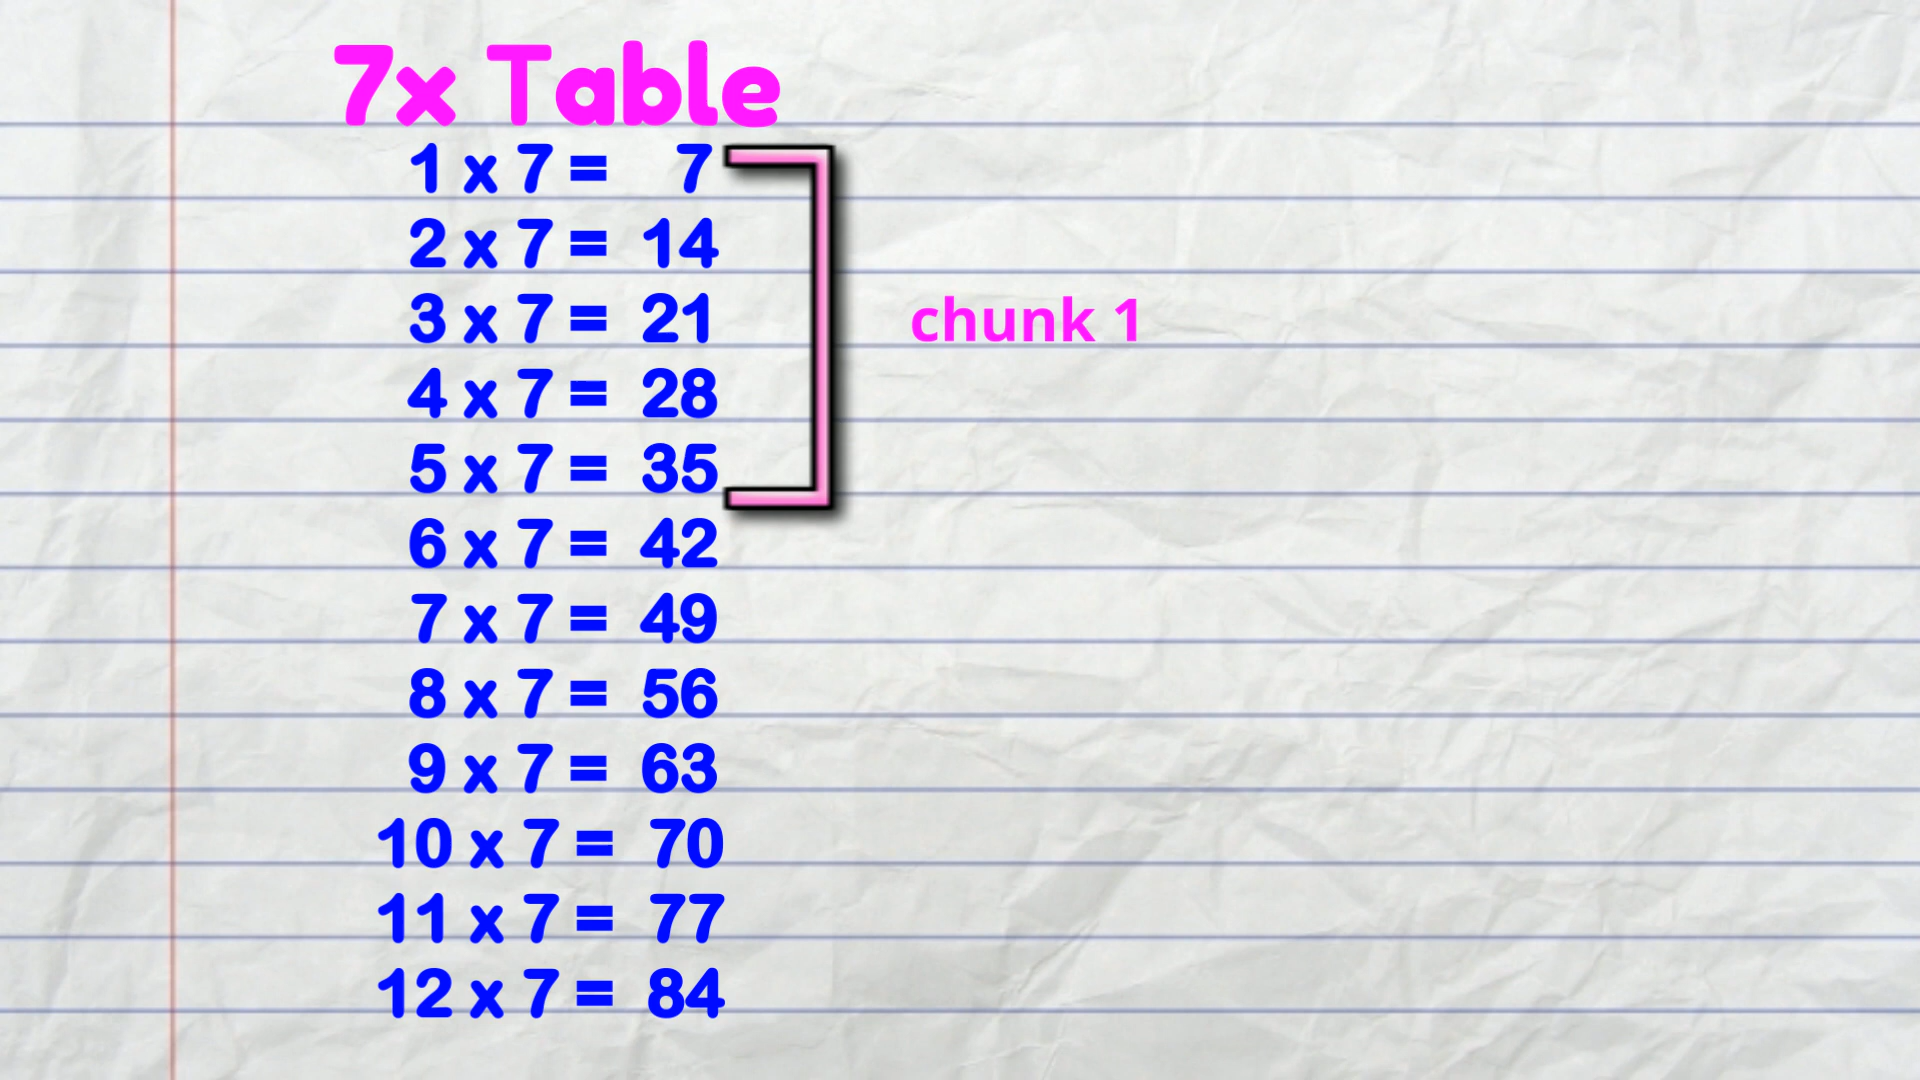 7x Table
1 x 7 = 7
2 x 7 = 14
3 x 7 = 21
chunk 1
4 x 7 = 28
5 x 7 = 35
6 x 7 = 42
7 x 7 = 49
8 x 7 = 56
9 x 7 = 63
10 x 7 = 70
11 x 7 = 77
12 x 7 = 84